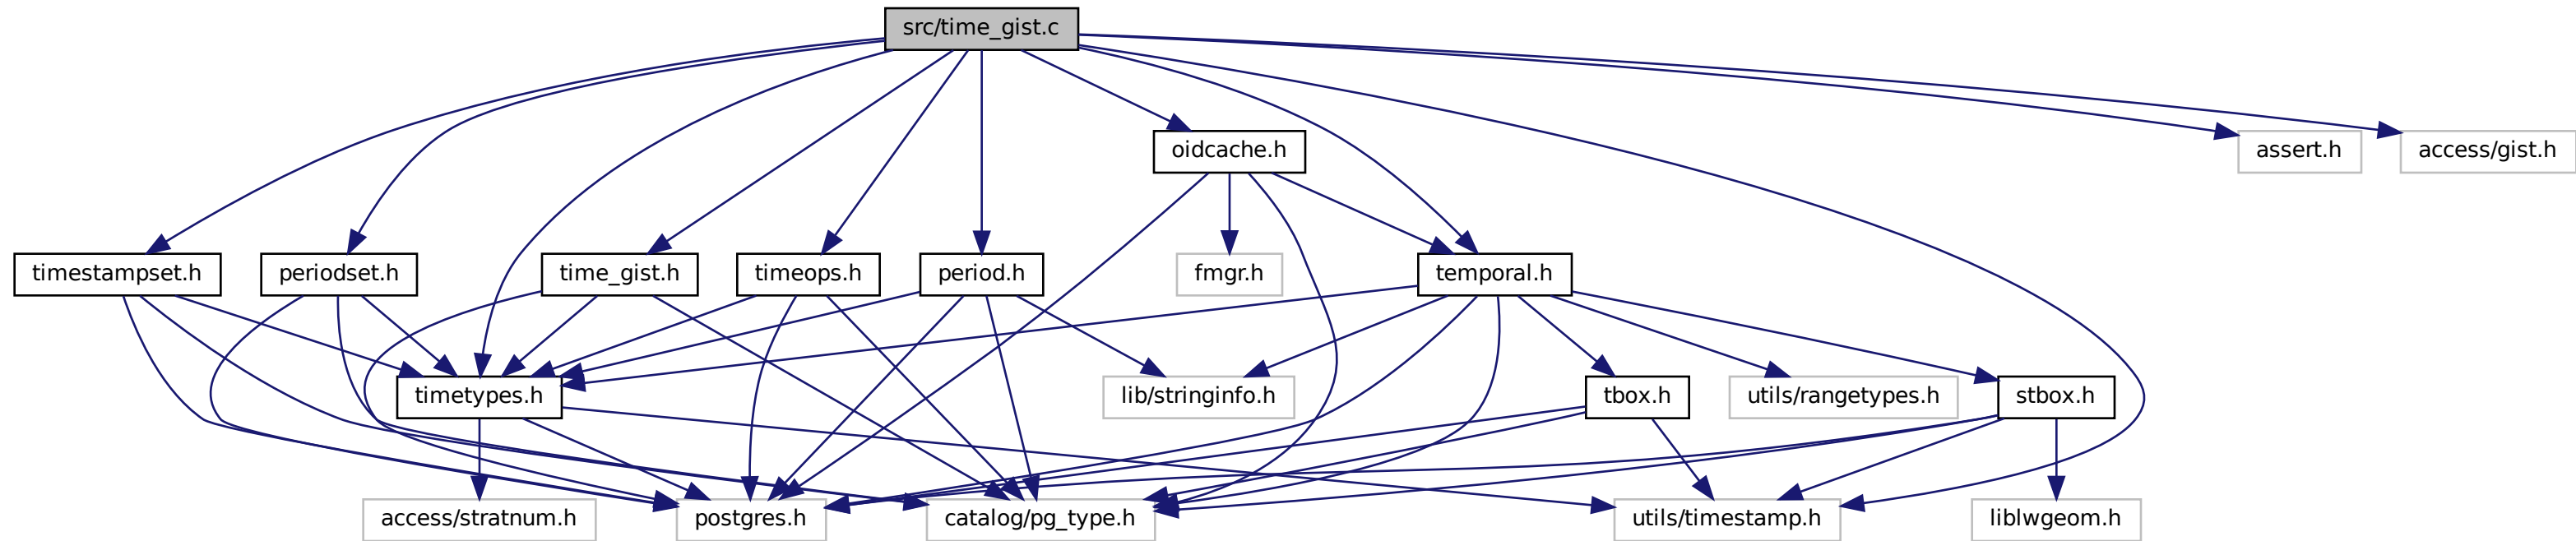 src/time_gist.c
oidcache.h
assert.h
access/gist.h
timestampset.h
periodset.h
time_gist.h
timeops.h
period.h
fmgr.h
temporal.h
timetypes.h
lib/stringinfo.h
tbox.h
utils/rangetypes.h
stbox.h
access/stratnum.h
postgres.h
catalog/pg_type.h
utils/timestamp.h
liblwgeom.h